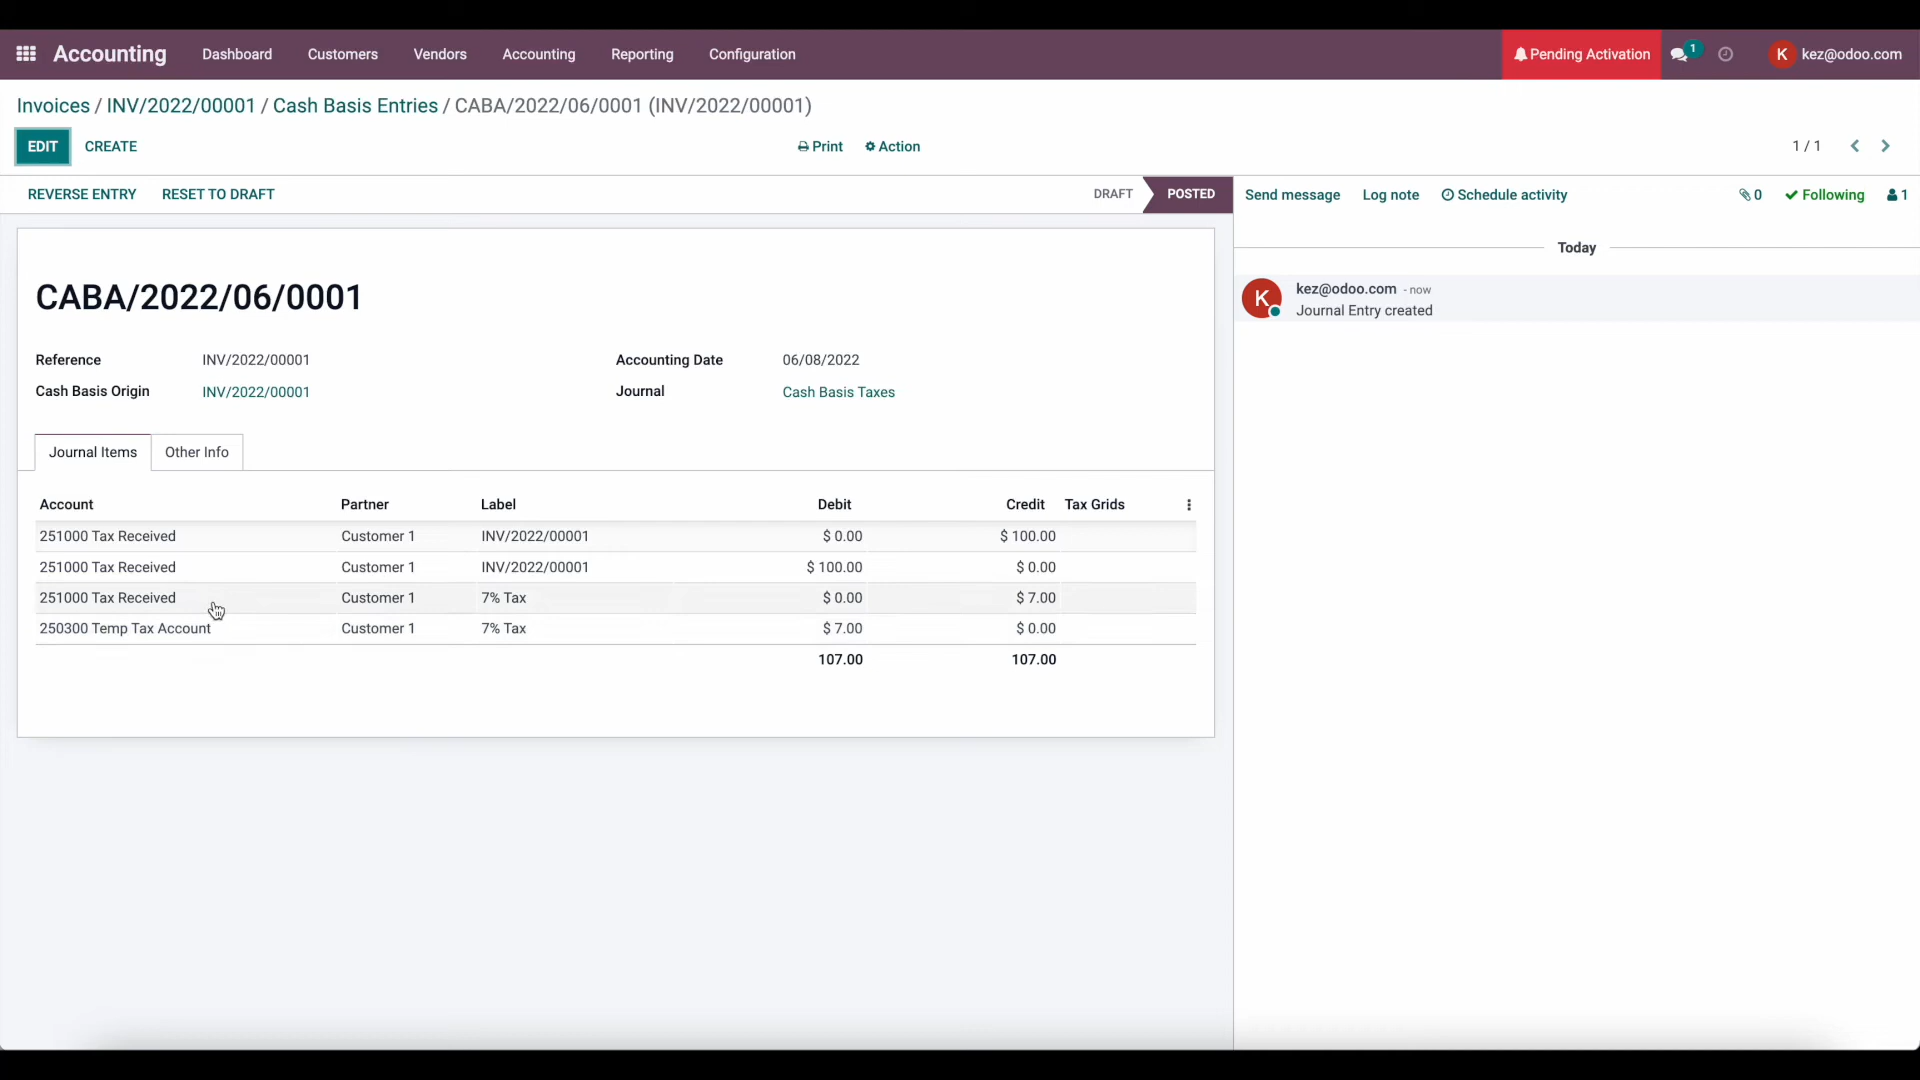 Accounting Dashboard Customers Vendors Accounting Reporting Configuration Pending Activation 1 K kez@odoo.com
Invoices / INV/2022/00001 / Cash Basis Entries / CABA/2022/06/0001 (INV/2022/00001)
EDIT CREATE Print Action 1 / 1
REVERSE ENTRY RESET TO DRAFT DRAFT POSTED Send message Log note Schedule activity 0 Following 1
Today
CABA/2022/06/0001
K kez@odoo.com - now
Journal Entry created
Reference INV/2022/00001 Accounting Date 06/08/2022
Cash Basis Origin INV/2022/00001 Journal Cash Basis Taxes
Journal Items Other Info
Account Partner Label Debit Credit Tax Grids
251000 Tax Received Customer 1 INV/2022/00001 $ 0.00 $ 100.00
251000 Tax Received Customer 1 INV/2022/00001 $ 100.00 $ 0.00
251000 Tax Received Customer 1 7% Tax $ 0.00 $ 7.00
250300 Temp Tax Account Customer 1 7% Tax $ 7.00 $ 0.00
107.00 107.00